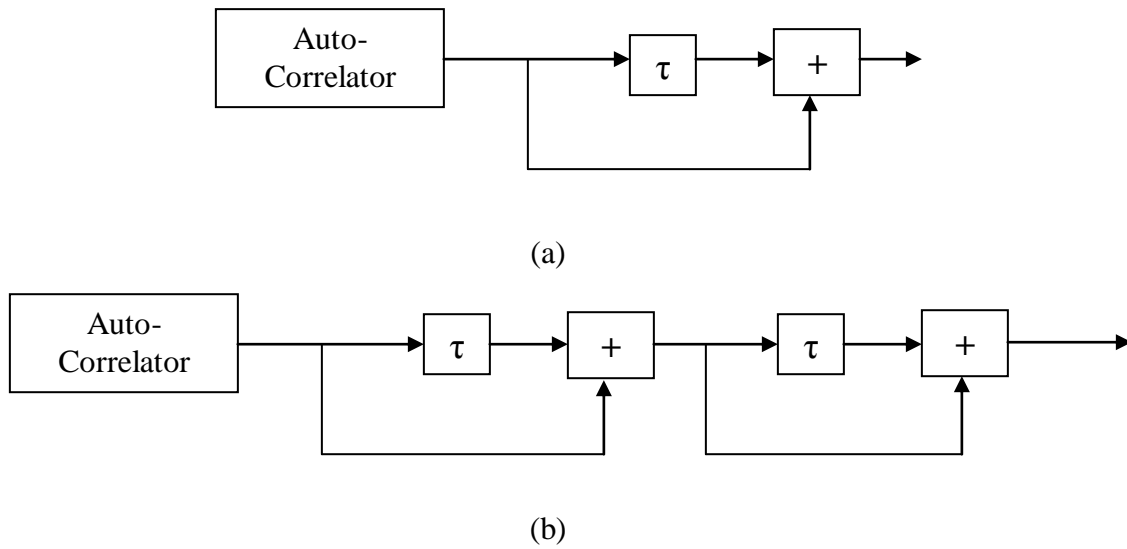 Auto-
Correlator
τ
+
(a)
Auto-
Correlator
τ
+
τ
+
(b)